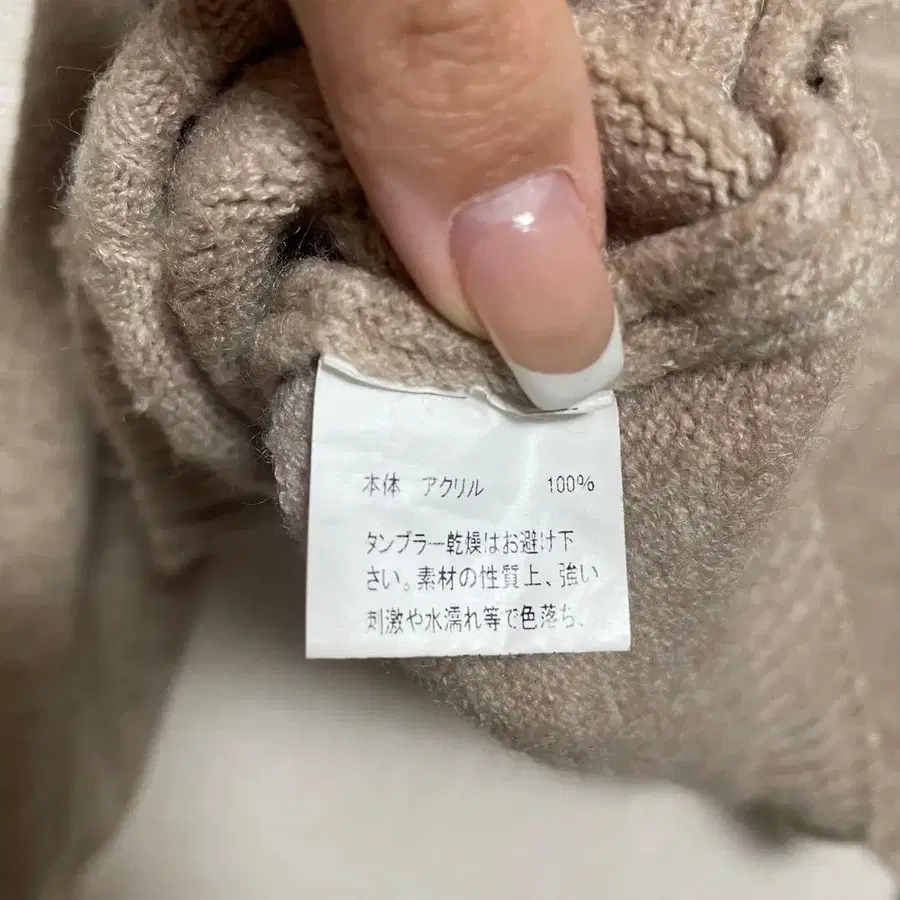 本体 アクリル 100%
タンブラー乾燥はお避け下
さい。素材の性質上、強い
刺激や水濡れ等で色落ち、